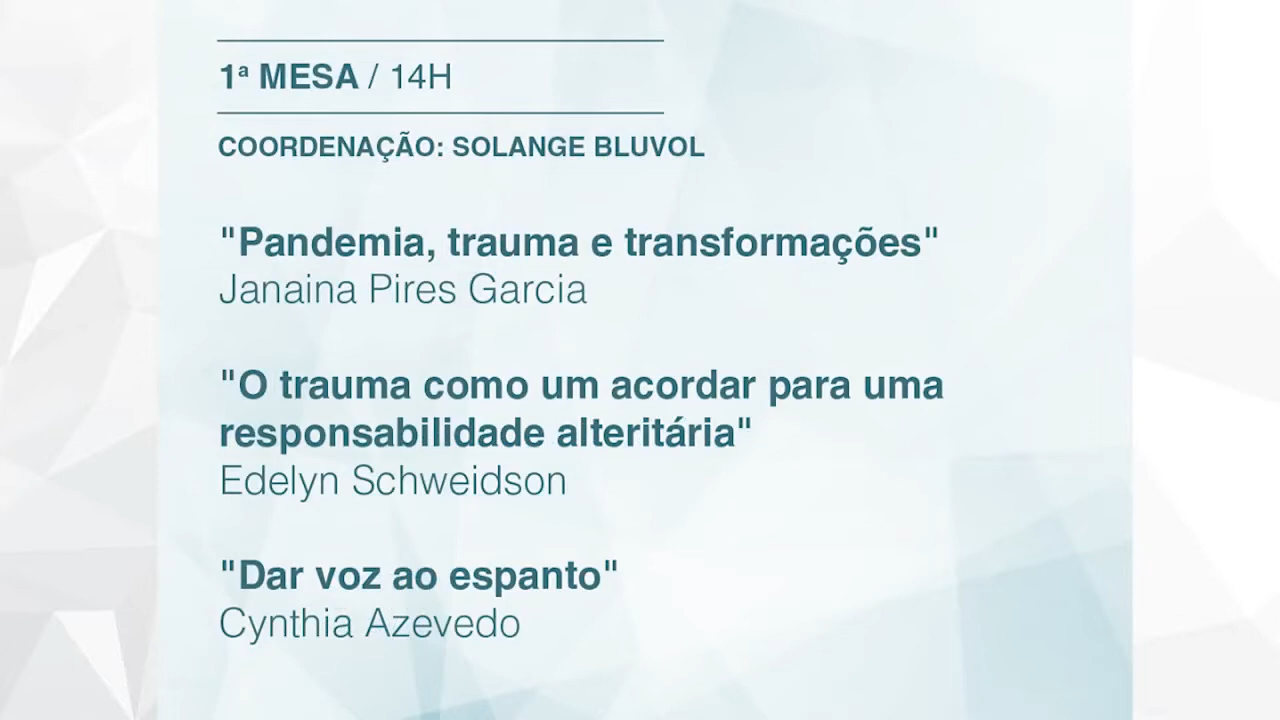 1ª MESA / 14H
COORDENAÇÃO: SOLANGE BLUVOL
"Pandemia, trauma e transformações"
Janaina Pires Garcia
"O trauma como um acordar para uma
responsabilidade alteritária"
Edelyn Schweidson
"Dar voz ao espanto"
Cynthia Azevedo